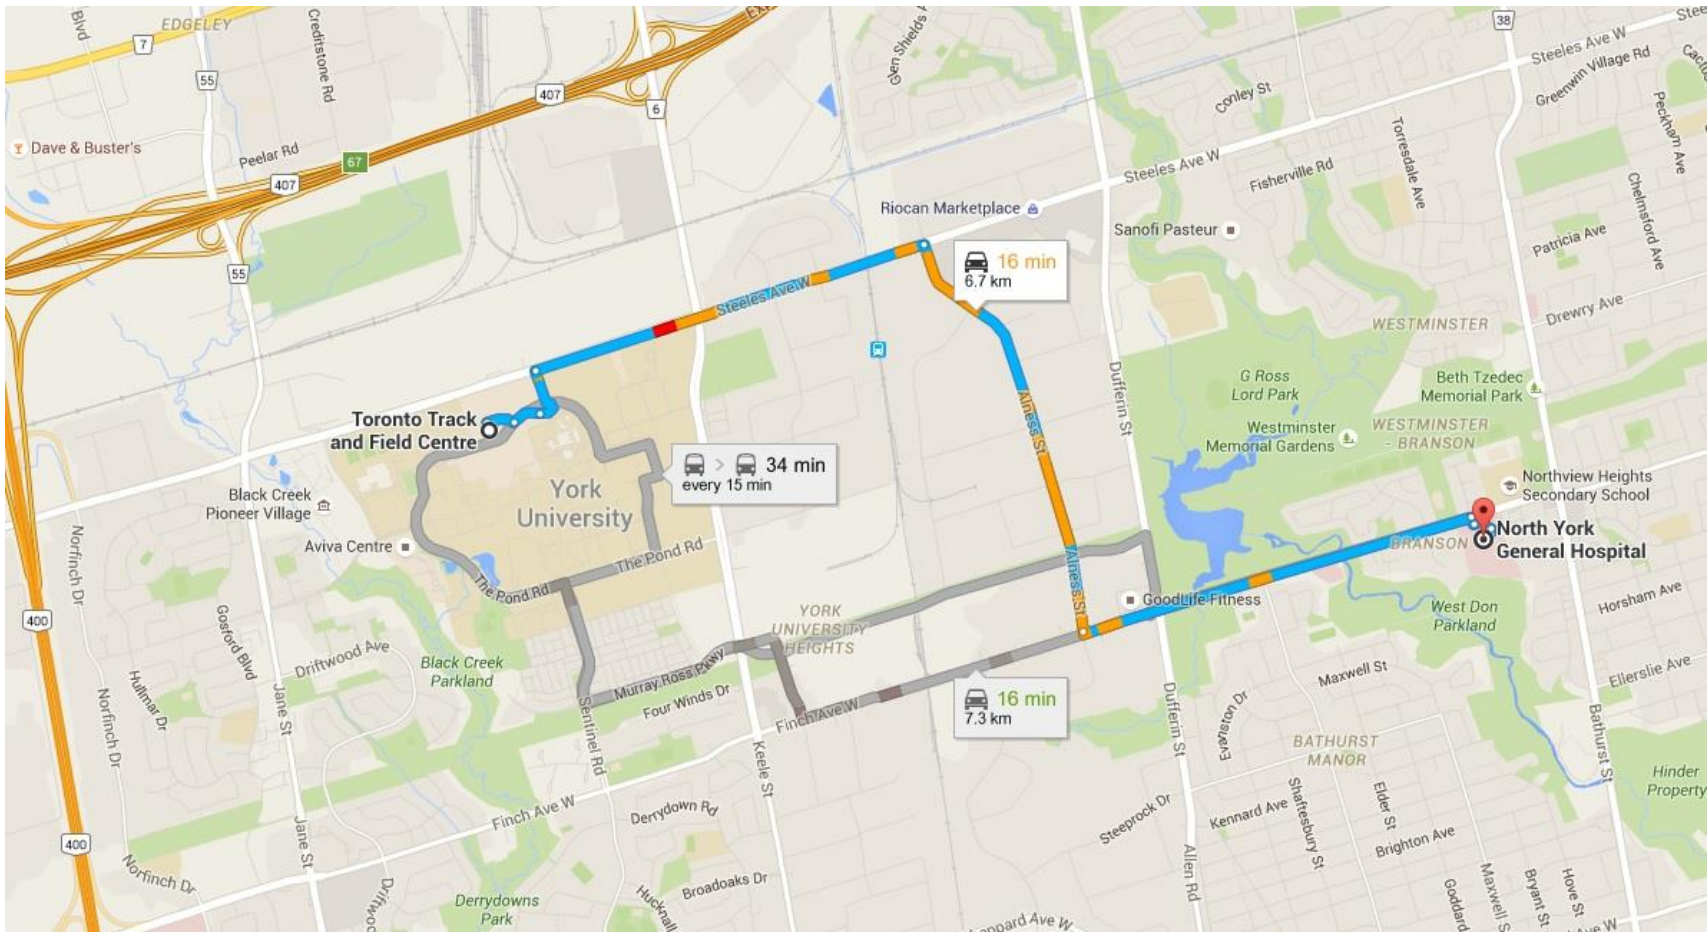 Blvd
EDGELEY
Creditstone Rd
7
55
407
6
Exp
Glen Shields A
38
Stee
Steeles Ave W
Greenwin Village Rd
Cacto
Conley St
Peckham Ave
Dave & Buster's
Peelar Rd
67
407
Torresdale Ave
Steeles Ave W
Fisherville Rd
Chelmsford Ave
Riocan Marketplace
Sanofi Pasteur
Patricia Ave
55
16 min
6.7 km
Steeles Ave W
Drewry Ave
WESTMINSTER
Dufferin St
G Ross
Lord Park
Beth Tzedec
Memorial Park
Toronto Track
and Field Centre
Alness St
Westminster
Memorial Gardens
WESTMINSTER
- BRANSON
34 min
every 15 min
Northview Heights
Secondary School
Black Creek
Pioneer Village
York
University
North York
General Hospital
BRANSON
Aviva Centre
Norfinch Dr
The Pond Rd
The Pond Rd
Alness St
GoodLife Fitness
Horsham Ave
400
Gosford Blvd
YORK
UNIVERSITY
HEIGHTS
West Don
Parkland
Driftwood Ave
Black Creek
Parkland
Murray Ross Pkwy
Maxwell St
Ellerslie Ave
Hullmar Dr
Norfinch Dr
Jane St
Sentinel Rd
Four Winds Dr
Finch Ave W
16 min
7.3 km
Dufferin St
Evanston Dr
Bathurst St
BATHURST
MANOR
Keele St
Hinder
Property
Finch Ave W
Derrydown Rd
Steeprock Dr
Kennard Ave
Shaftesbury St
Elder St
Brighton Ave
400
Jane St
Norfinch Dr
Driftwoo
Broadoaks Dr
Hucknall
Allen Rd
Derrydowns
Park
Goddard
Maxwell S
Bryant St
Hove St
eppard Ave W
Ave W